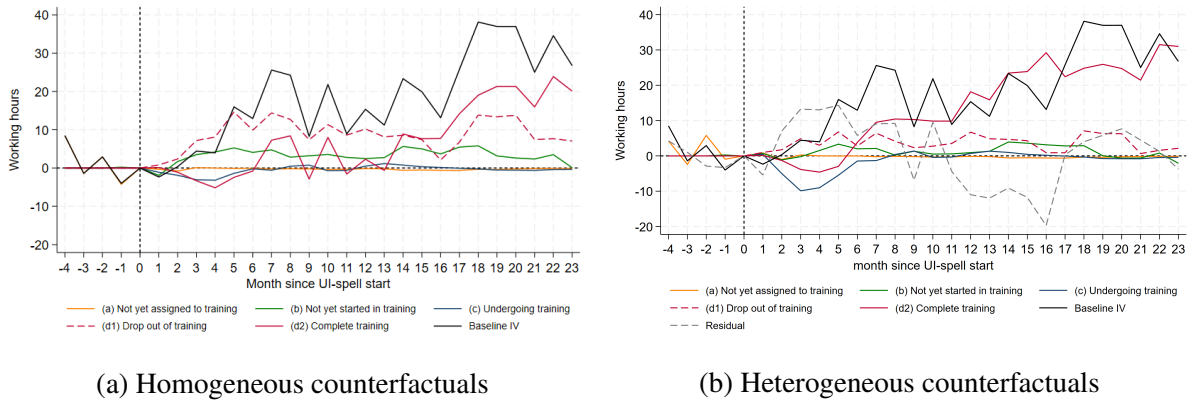 40
30
20
10
0
-10
-20
Working hours
-4 -3 -2 -1 0 1 2 3 4 5 6 7 8 9 10 11 12 13 14 15 16 17 18 19 20 21 22 23
Month since UI-spell start
(a) Not yet assigned to training (b) Not yet started in training (c) Undergoing training
(d1) Drop out of training (d2) Complete training Baseline IV
(a) Homogeneous counterfactuals
40
30
20
10
0
-10
-20
Working hours
-4 -3 -2 -1 0 1 2 3 4 5 6 7 8 9 10 11 12 13 14 15 16 17 18 19 20 21 22 23
month since UI-spell start
(a) Not yet assigned to training (b) Not yet started in training (c) Undergoing training
(d1) Drop out of training (d2) Complete training Baseline IV
Residual
(b) Heterogeneous counterfactuals